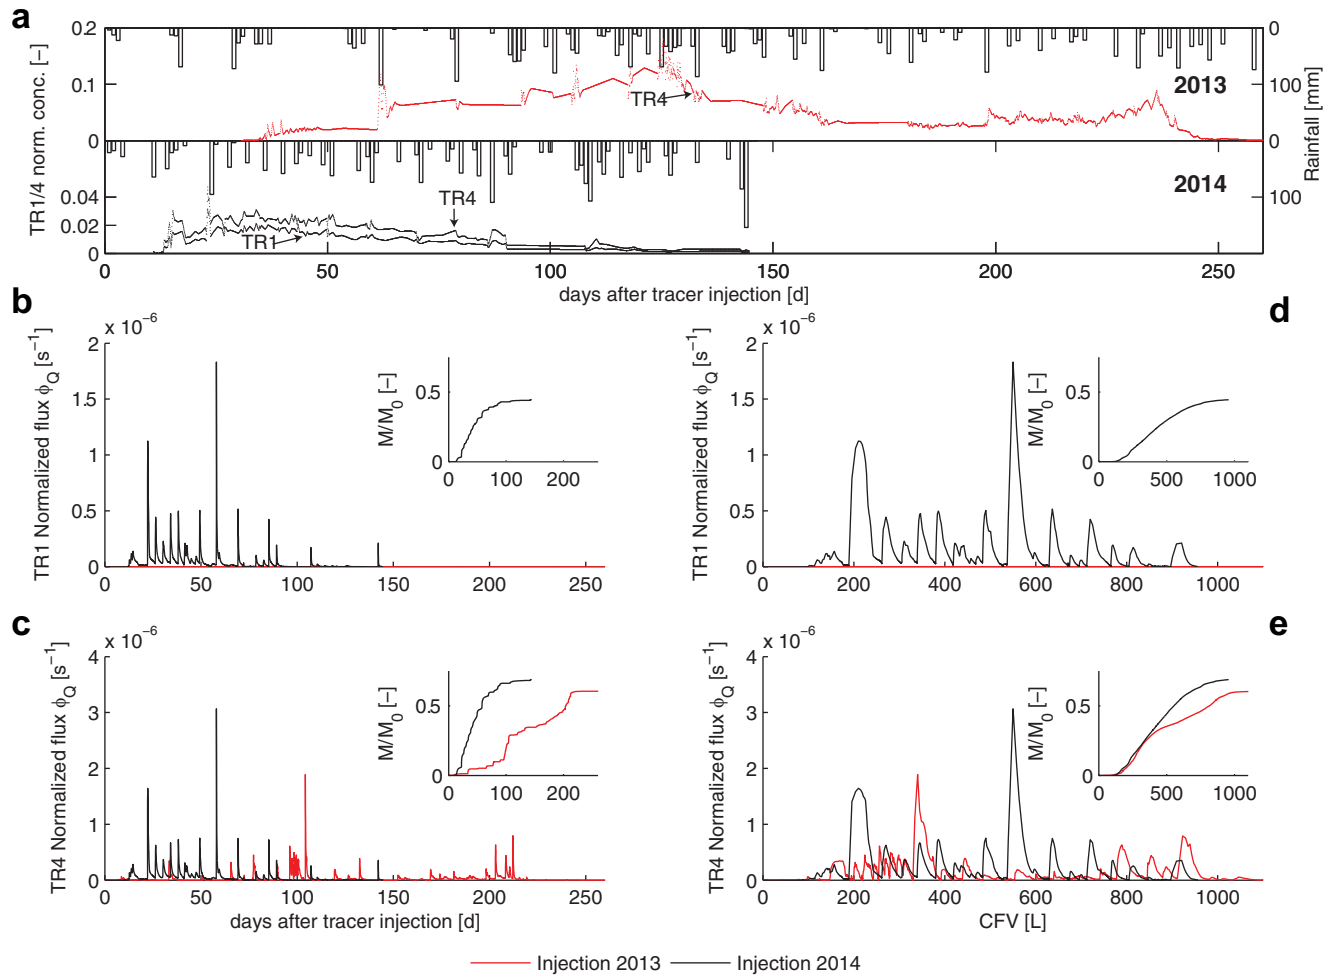 a
0.2
0.1
0
0.04
0.02
0
TR1/4 norm. conc. [–]
0
100
0
100
Rainfall [mm]
2013
TR4
2014
TR4
TR1
0 50 100 150 200 250
days after tracer injection [d]
b
x 10⁻⁶
2
1.5
1
0.5
0
TR1 Normalized flux ϕ_Q [s⁻¹]
0 50 100 150 200 250
M/M₀ [–]
0.5
0
0 100 200
d
x 10⁻⁶
2
1.5
1
0.5
0
TR1 Normalized flux ϕ_Q [s⁻¹]
0 200 400 600 800 1000
M/M₀ [–]
0.5
0
0 500 1000
c
x 10⁻⁶
4
3
2
1
0
TR4 Normalized flux ϕ_Q [s⁻¹]
0 50 100 150 200 250
days after tracer injection [d]
M/M₀ [–]
0.5
0
0 100 200
e
x 10⁻⁶
4
3
2
1
0
TR4 Normalized flux ϕ_Q [s⁻¹]
0 200 400 600 800 1000
CFV [L]
M/M₀ [–]
0.5
0
0 500 1000
Injection 2013 Injection 2014